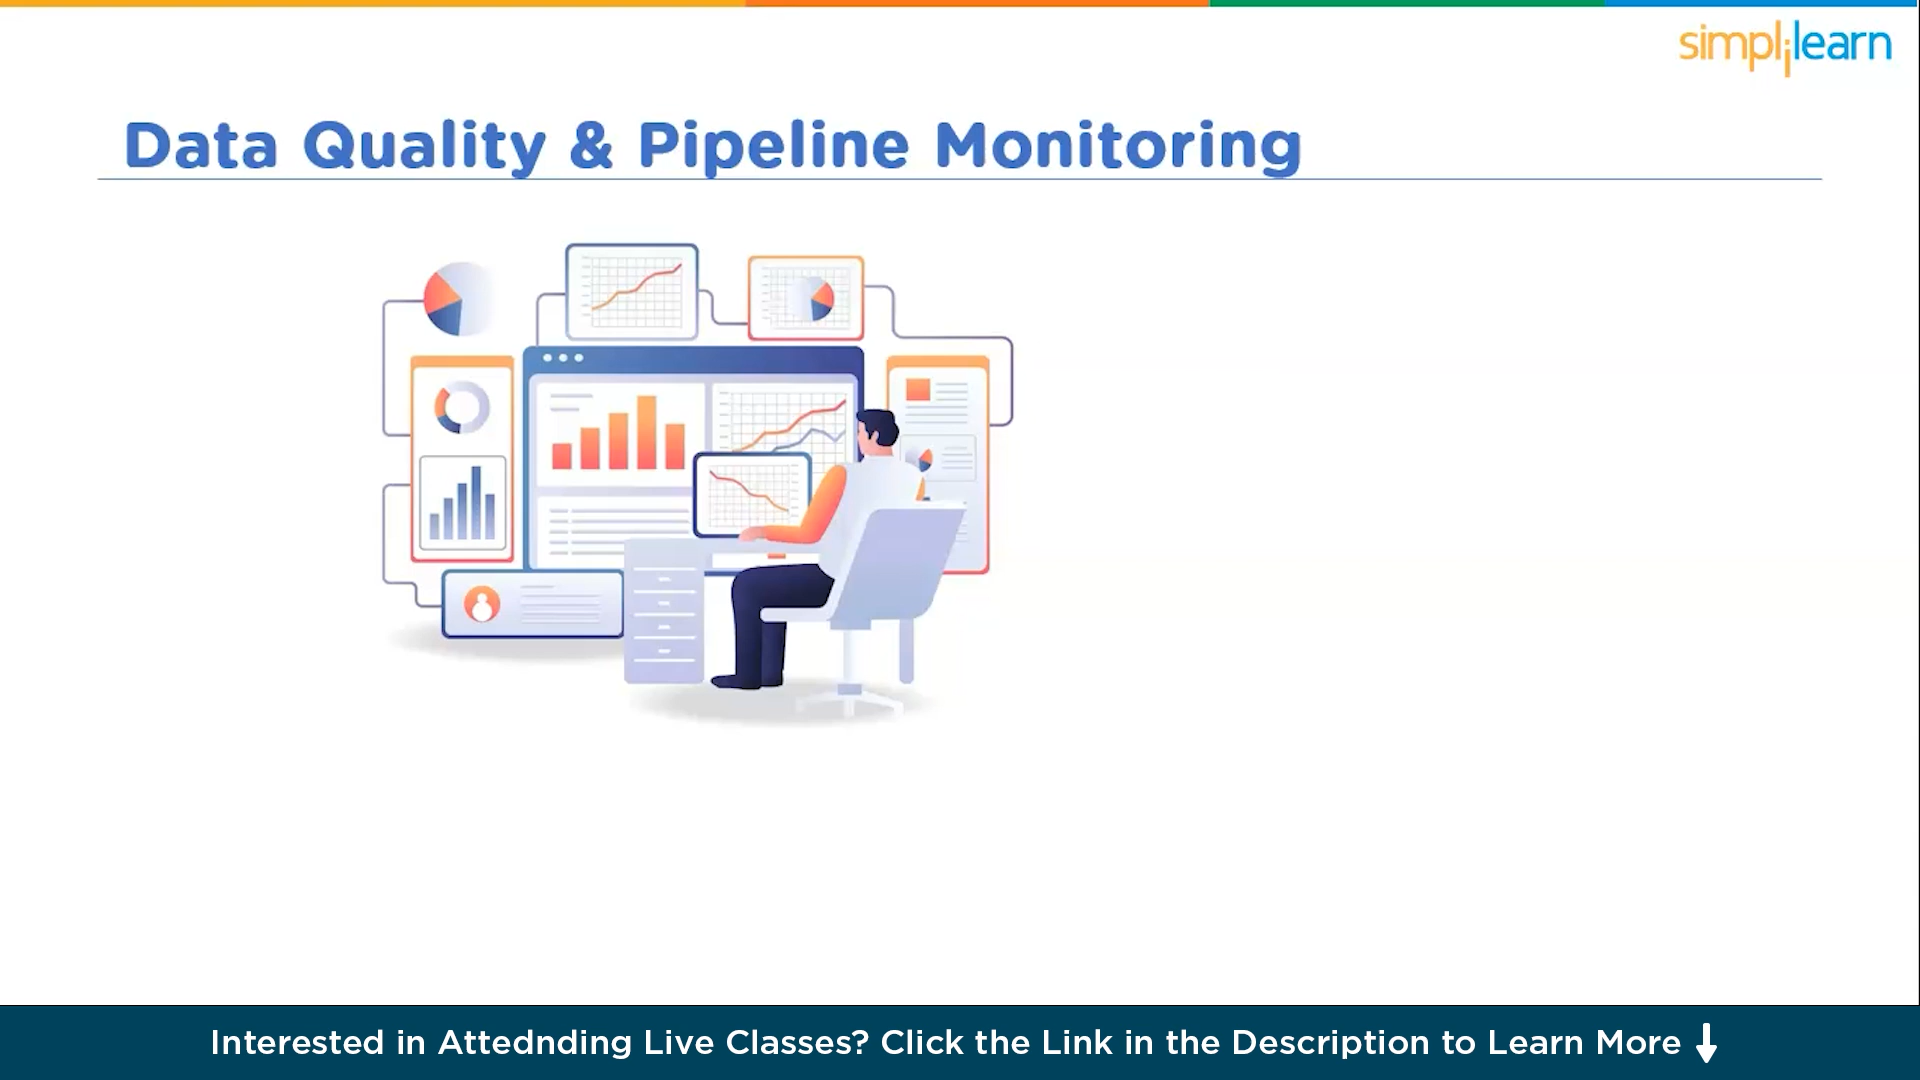 simplilearn
Data Quality & Pipeline Monitoring
Interested in Attednding Live Classes? Click the Link in the Description to Learn More